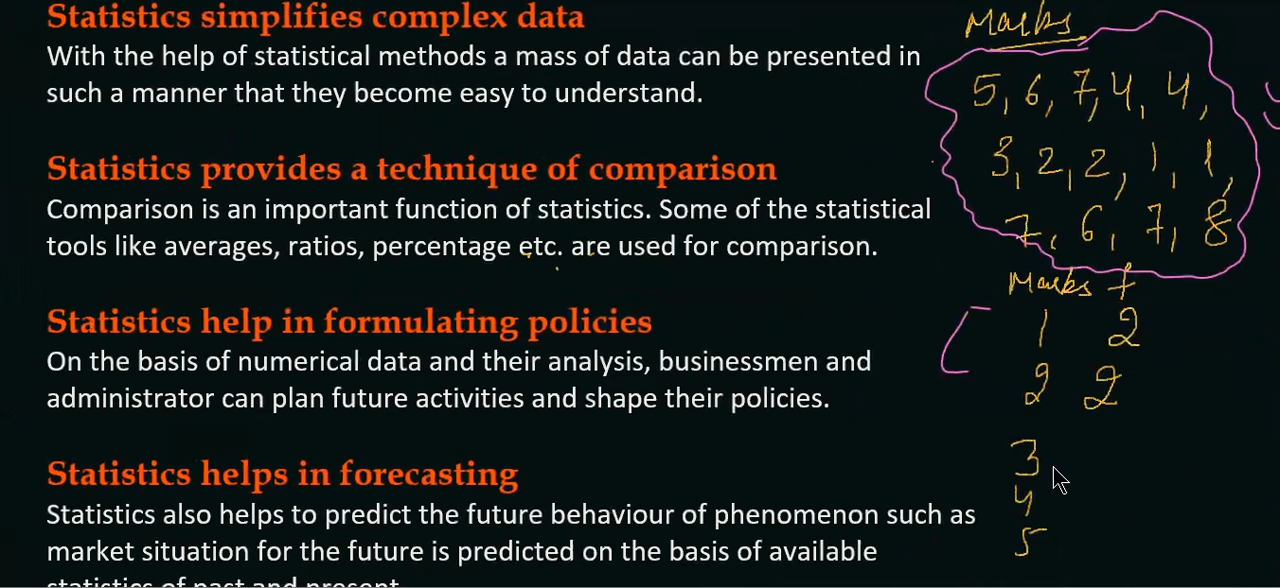 Statistics simplifies complex data
With the help of statistical methods a mass of data can be presented in
such a manner that they become easy to understand.
Statistics provides a technique of comparison
Comparison is an important function of statistics. Some of the statistical
tools like averages, ratios, percentage etc. are used for comparison.
Statistics help in formulating policies
On the basis of numerical data and their analysis, businessmen and
administrator can plan future activities and shape their policies.
Statistics helps in forecasting
Statistics also helps to predict the future behaviour of phenomenon such as
market situation for the future is predicted on the basis of available
statistics of past and present
Marks
5, 6, 7, 4, 4,
3, 2, 2, 1, 1,
7, 6, 7, 8
Marks f
1 2
2 2
3
4
5